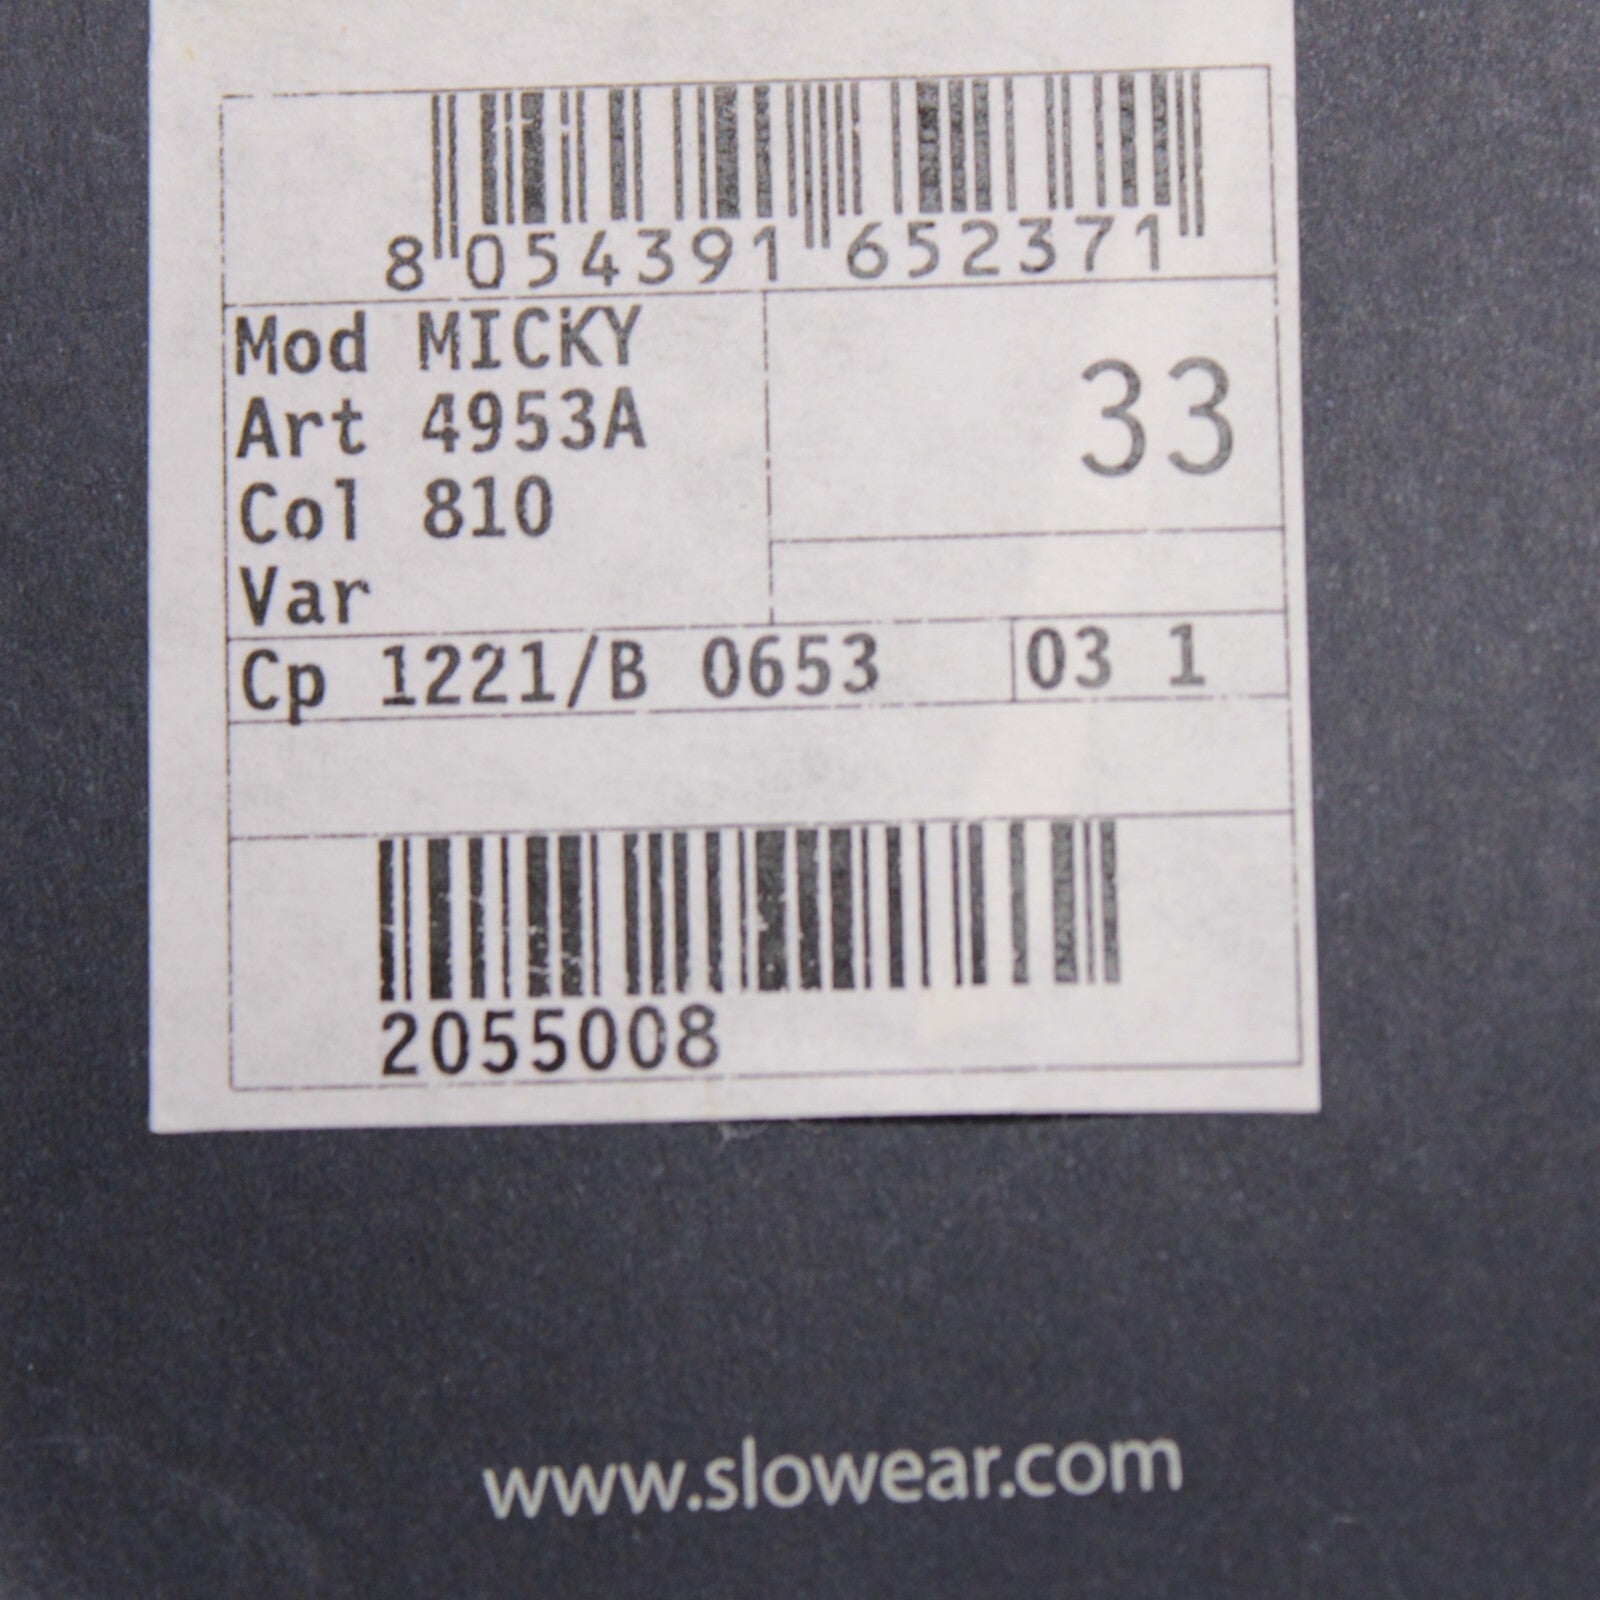 8 054391 652371
Mod MICKY
Art 4953A
Col 810
Var
33
Cp 1221/B 0653 03 1
2055008
www.slowear.com